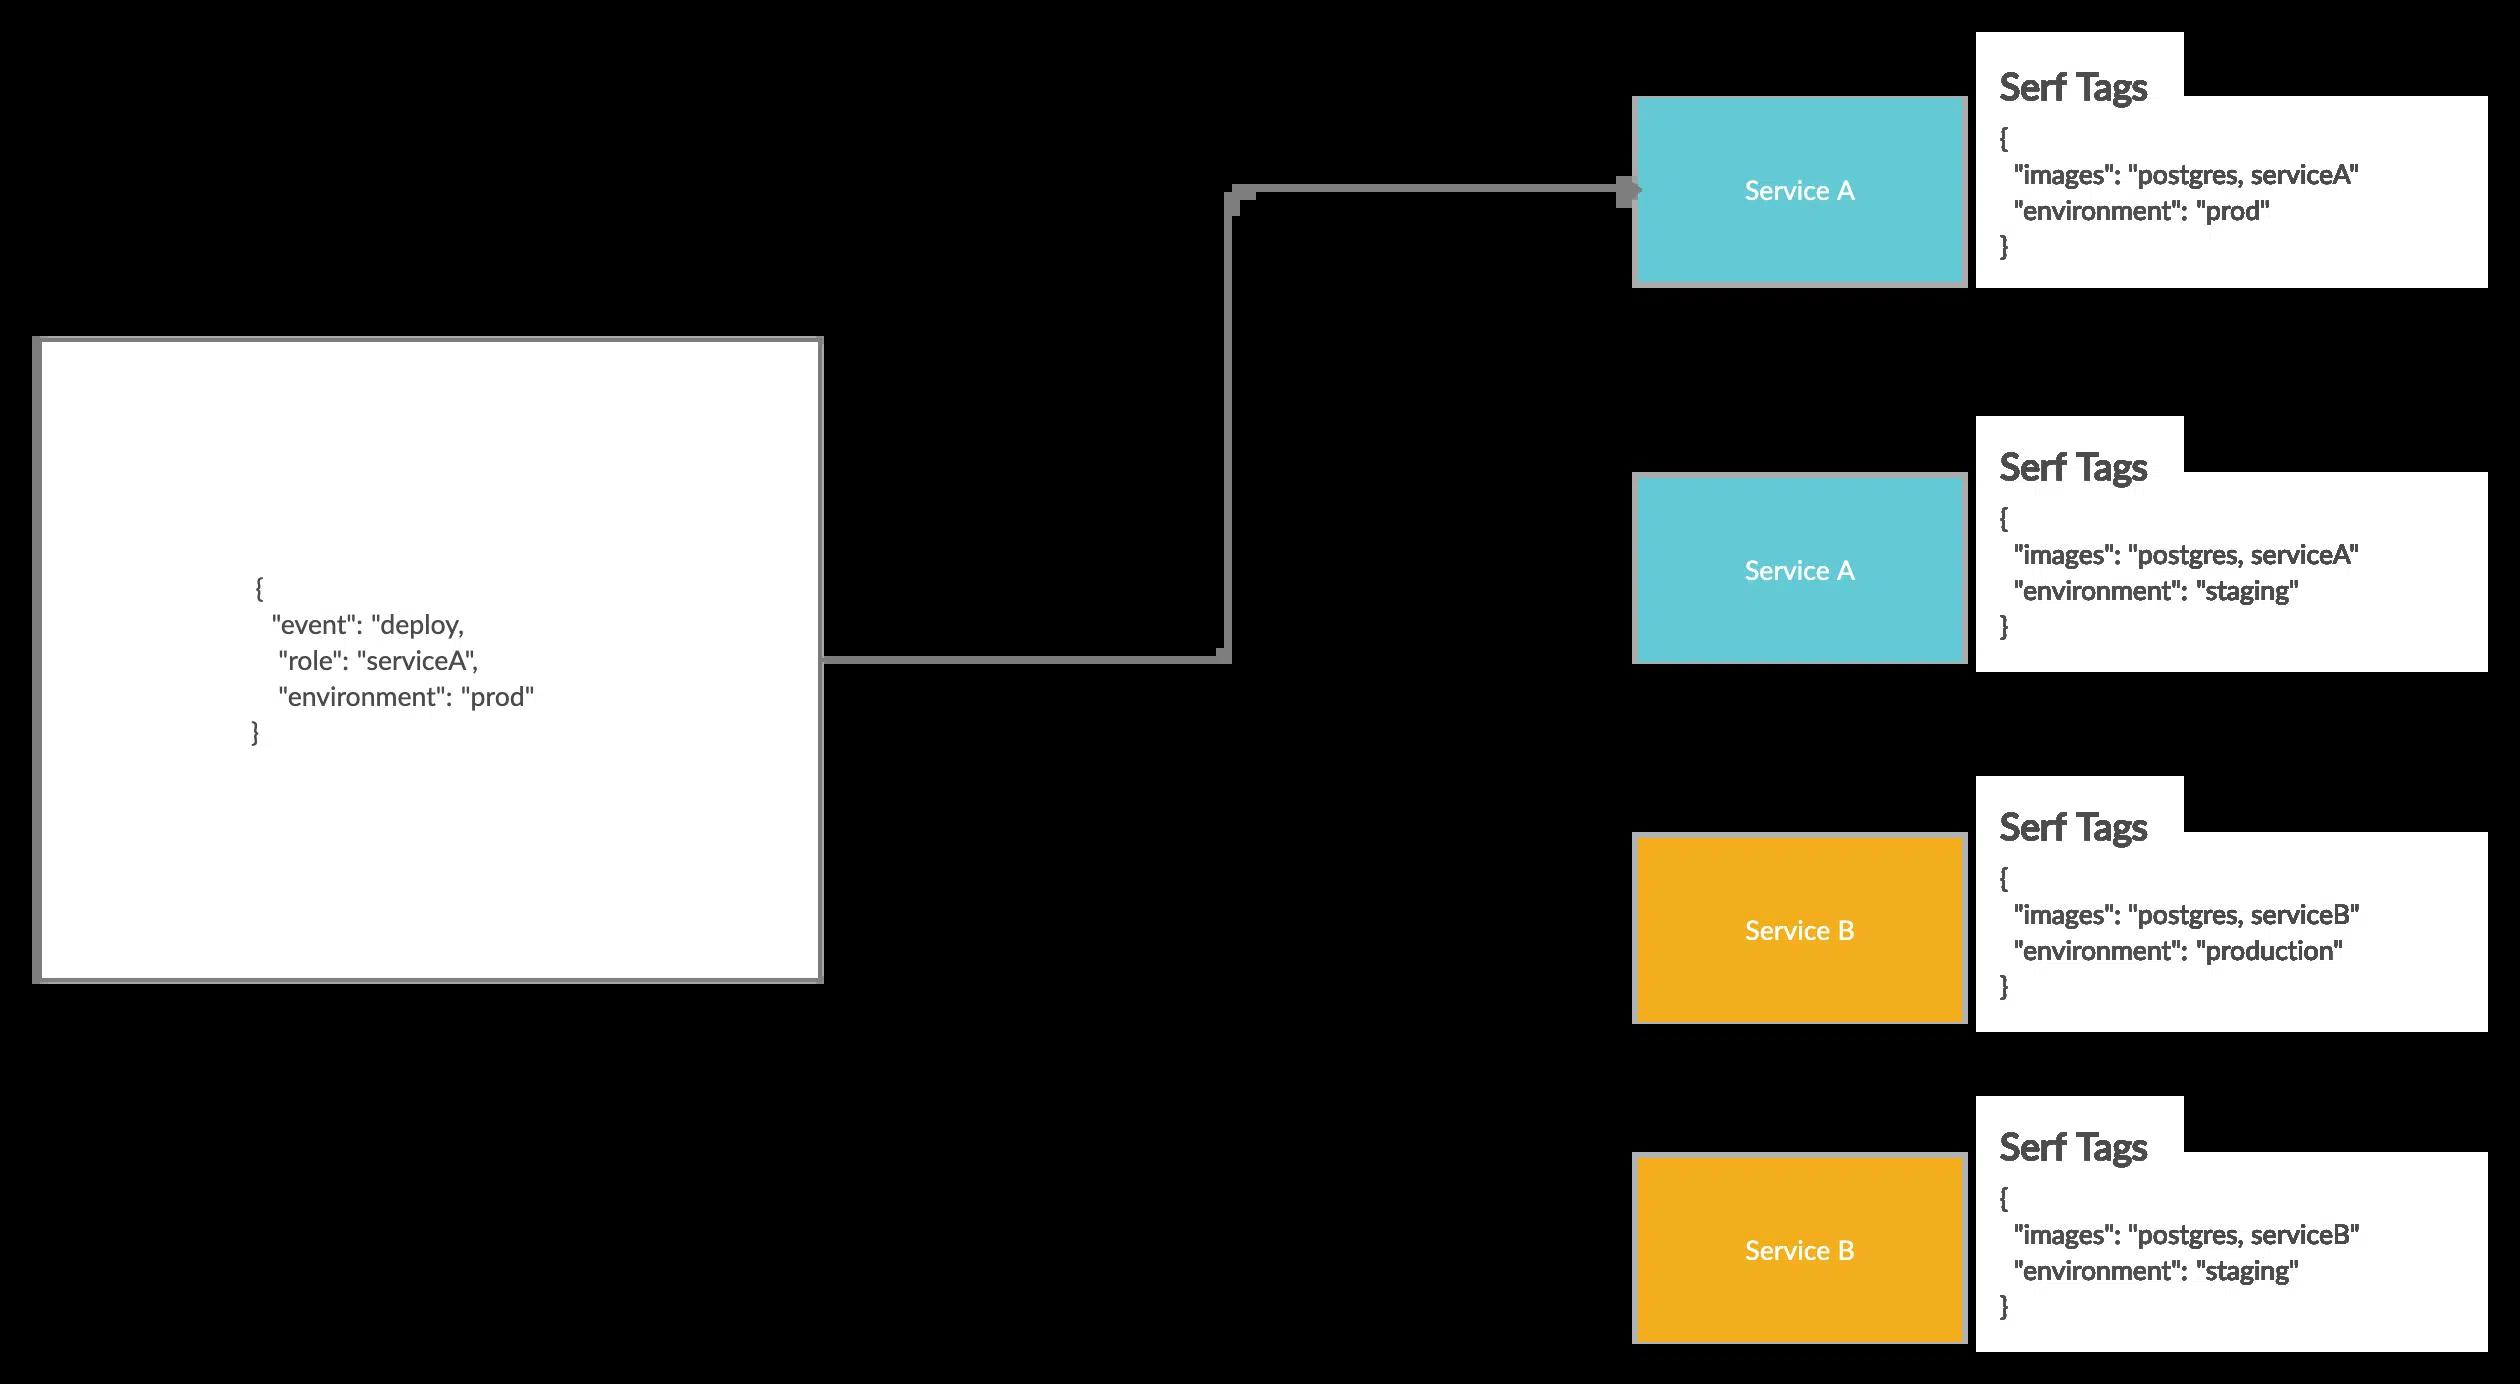 {
"event": "deploy,
"role": "serviceA",
"environment": "prod"
}
Service A
Serf Tags
{
"images": "postgres, serviceA"
"environment": "prod"
}
Service A
Serf Tags
{
"images": "postgres, serviceA"
"environment": "staging"
}
Service B
Serf Tags
{
"images": "postgres, serviceB"
"environment": "production"
}
Service B
Serf Tags
{
"images": "postgres, serviceB"
"environment": "staging"
}